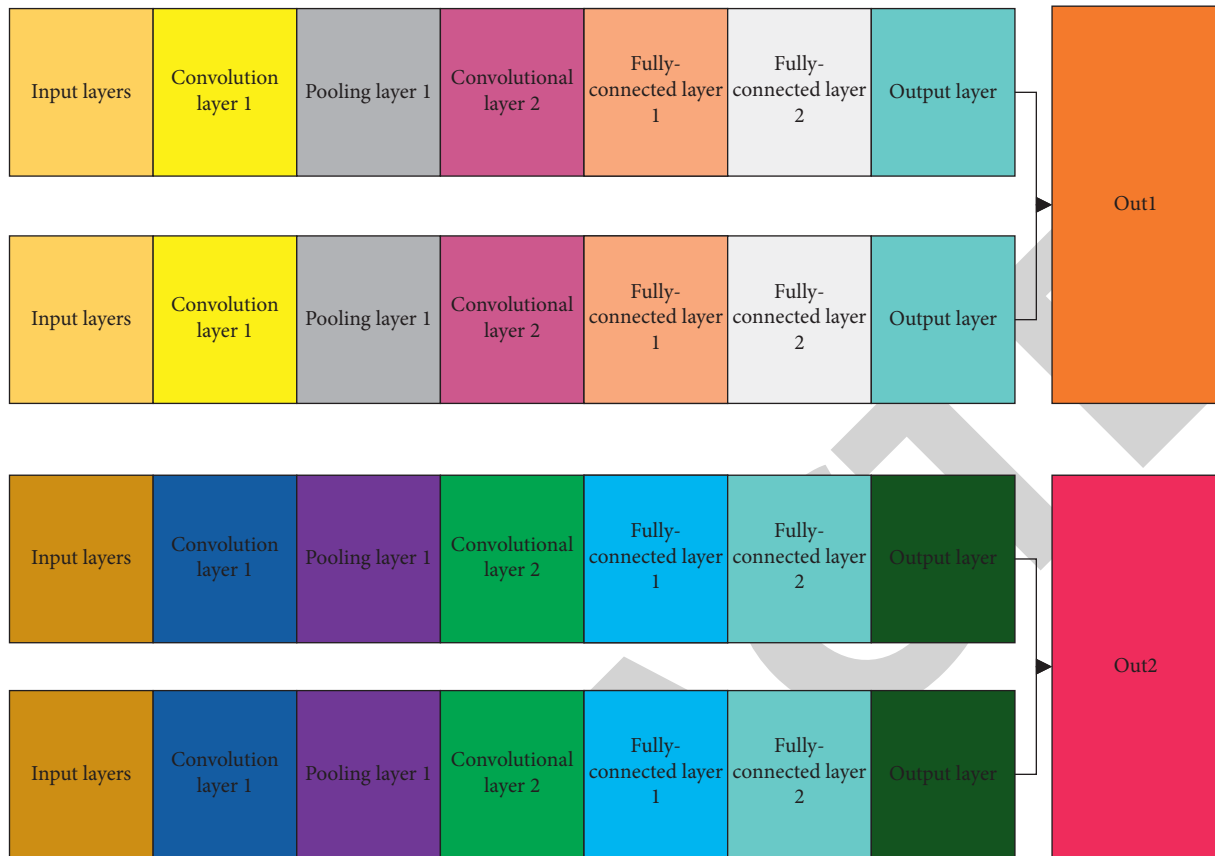 Input layers
Convolution
layer 1
Pooling layer 1
Convolutional
layer 2
Fully-
connected layer
1
Fully-
connected layer
2
Output layer
Out1
Input layers
Convolution
layer 1
Pooling layer 1
Convolutional
layer 2
Fully-
connected layer
1
Fully-
connected layer
2
Output layer
Input layers
Convolution
layer 1
Pooling layer 1
Convolutional
layer 2
Fully-
connected layer
1
Fully-
connected layer
2
Output layer
Out2
Input layers
Convolution
layer 1
Pooling layer 1
Convolutional
layer 2
Fully-
connected layer
1
Fully-
connected layer
2
Output layer